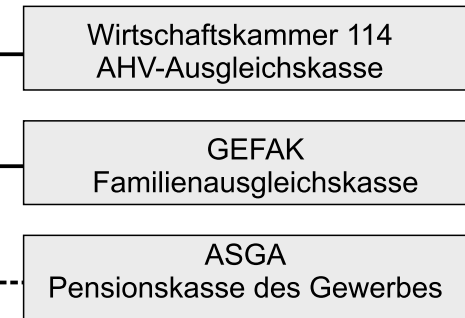 Wirtschaftskammer 114
AHV-Ausgleichskasse
GEFAK
Familienausgleichskasse
ASGA
Pensionskasse des Gewerbes